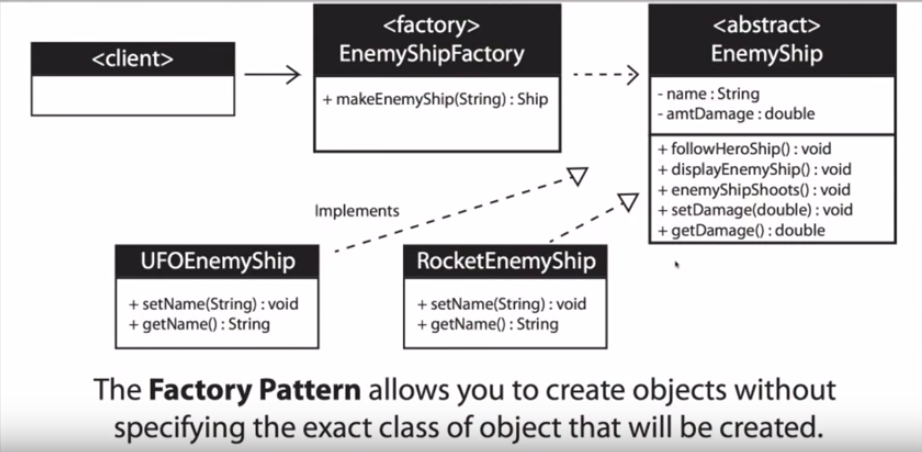 <client>
<factory>
EnemyShipFactory
+ makeEnemyShip(String) : Ship
<abstract>
EnemyShip
- name : String
- amtDamage : double
+ followHeroShip() : void
+ displayEnemyShip() : void
+ enemyShipShoots() : void
+ setDamage(double) : void
+ getDamage() : double
Implements
UFOEnemyShip
+ setName(String) : void
+ getName() : String
RocketEnemyShip
+ setName(String) : void
+ getName() : String
The Factory Pattern allows you to create objects without
specifying the exact class of object that will be created.